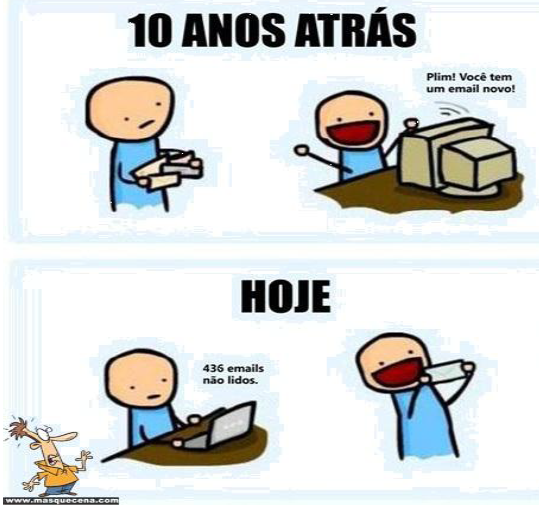 10 ANOS ATRÁS
Plim! Você tem
um email novo!
HOJE
436 emails
não lidos.
www.masquecena.com